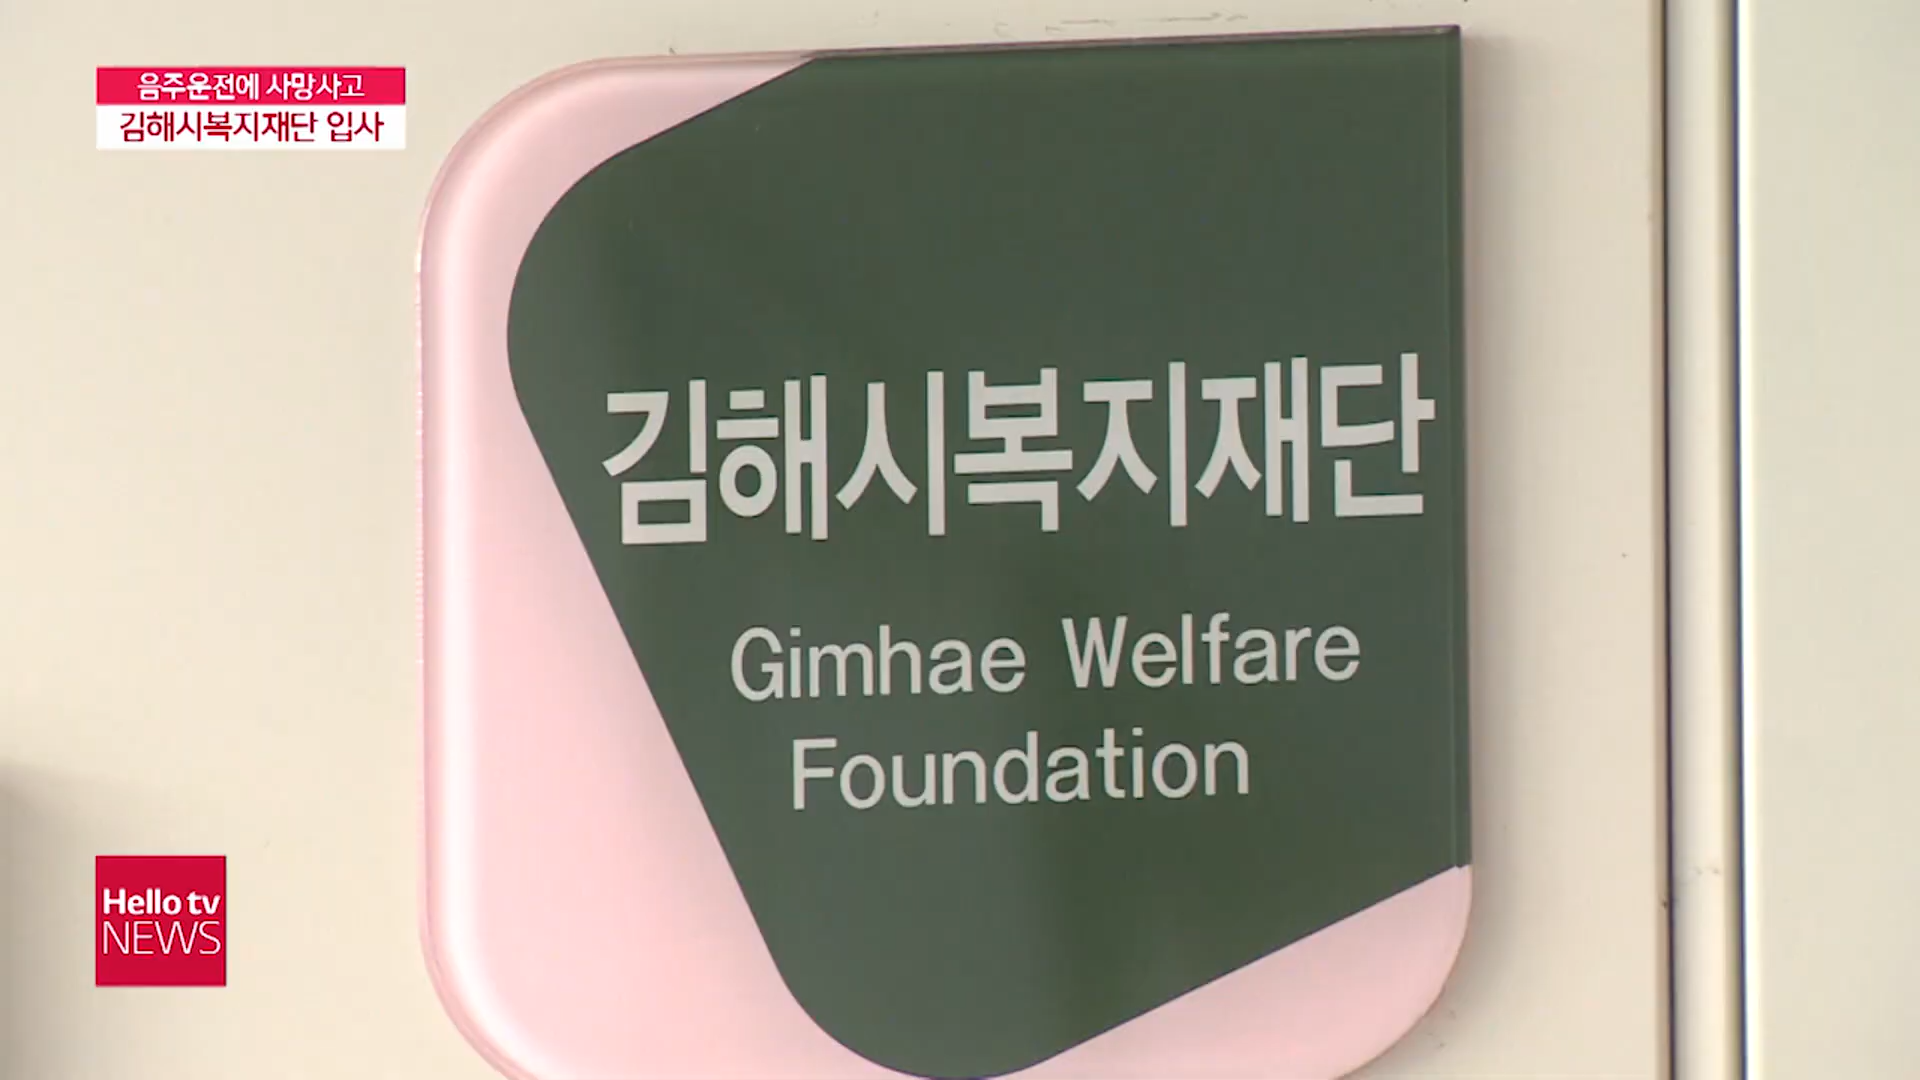 음주운전에 사망사고
김해시복지재단 입사
김해시복지재단
Gimhae Welfare
Foundation
Hello tv
NEWS